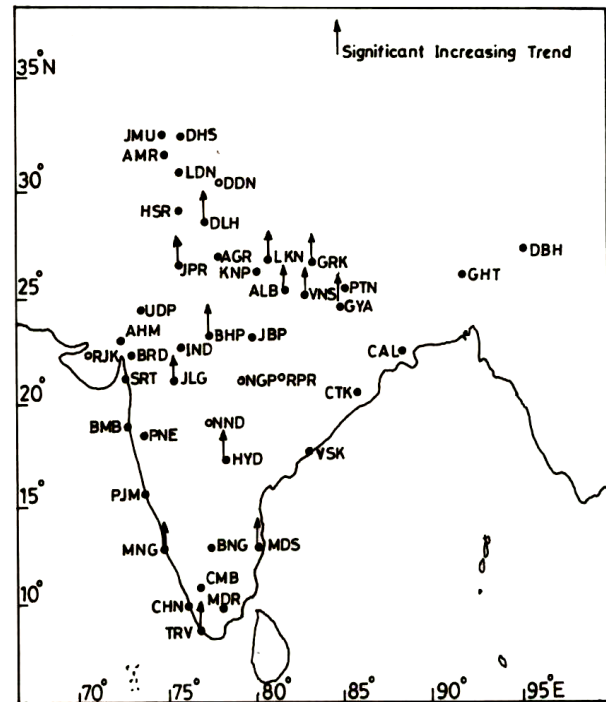 Significant Increasing Trend
35°N
JMU
DHS
AMR
LDN
30°
DDN
HSR
DLH
JPR
AGR
KNP
LKN
GRK
DBH
GHT
ALB
VNS
PTN
GYA
25°
UDP
AHM
BHP
JBP
IND
RJK
BRD
CAL
SRT
JLG
NGP
RPR
CTK
20°
BMB
PNE
NND
HYD
VSK
PJM
15°
MNG
BNG
MDS
CMB
10°
CHN
MDR
TRV
70° 75° 80° 85° 90° 95°E